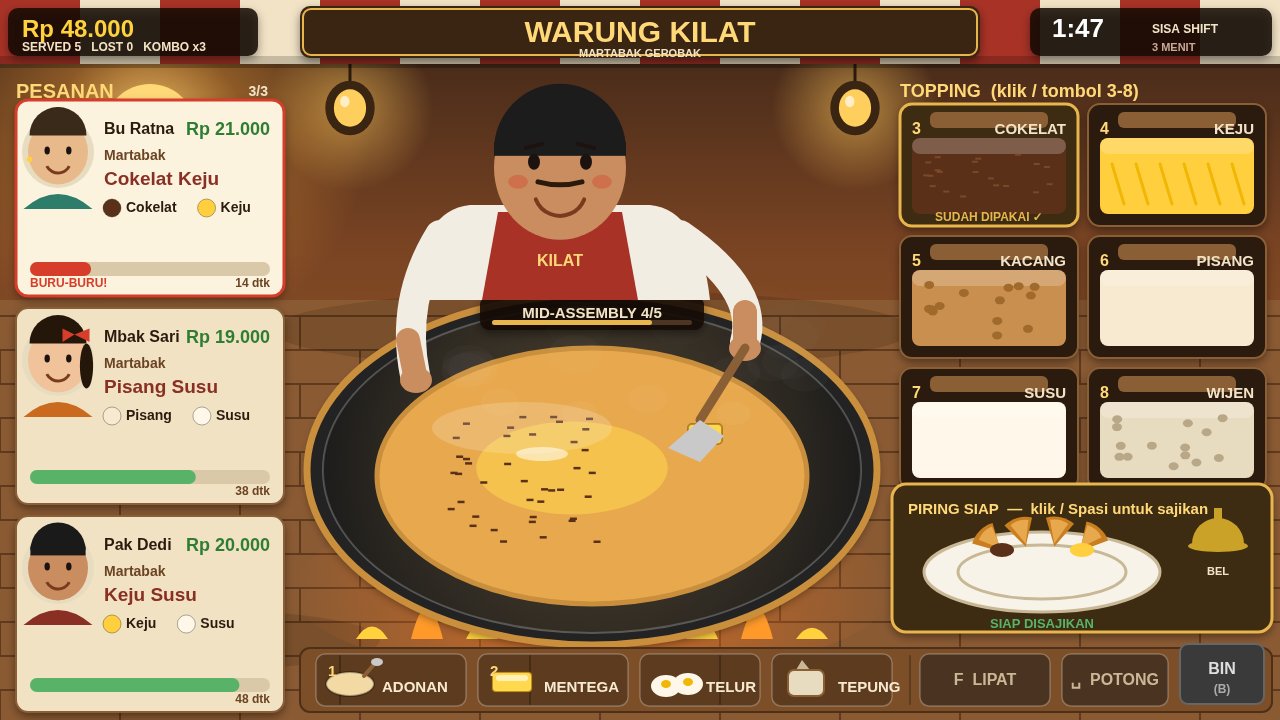 Rp 48.000
SERVED 5 LOST 0 KOMBO x3
WARUNG KILAT
MARTABAK GEROBAK
1:47
SISA SHIFT
3 MENIT
PESANAN
3/3
Bu Ratna Rp 21.000
Martabak
Cokelat Keju
Cokelat Keju
BURU-BURU! 14 dtk
Mbak Sari Rp 19.000
Martabak
Pisang Susu
Pisang Susu
38 dtk
Pak Dedi Rp 20.000
Martabak
Keju Susu
Keju Susu
48 dtk
KILAT
MID-ASSEMBLY 4/5
TOPPING (klik / tombol 3-8)
3 COKELAT
SUDAH DIPAKAI ✓
4 KEJU
5 KACANG
6 PISANG
7 SUSU
8 WIJEN
PIRING SIAP — klik / Spasi untuk sajikan
BEL
SIAP DISAJIKAN
1 ADONAN
2 MENTEGA
TELUR
TEPUNG
F LIPAT
␣ POTONG
BIN
(B)